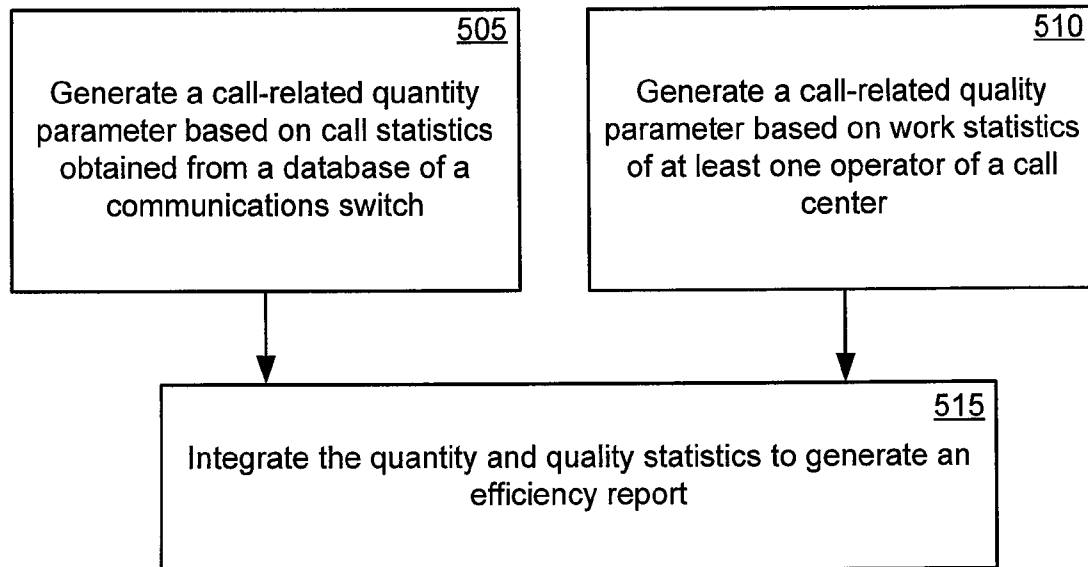 505
Generate a call-related quantity
parameter based on call statistics
obtained from a database of a
communications switch
510
Generate a call-related quality
parameter based on work statistics
of at least one operator of a call
center
515
Integrate the quantity and quality statistics to generate an
efficiency report